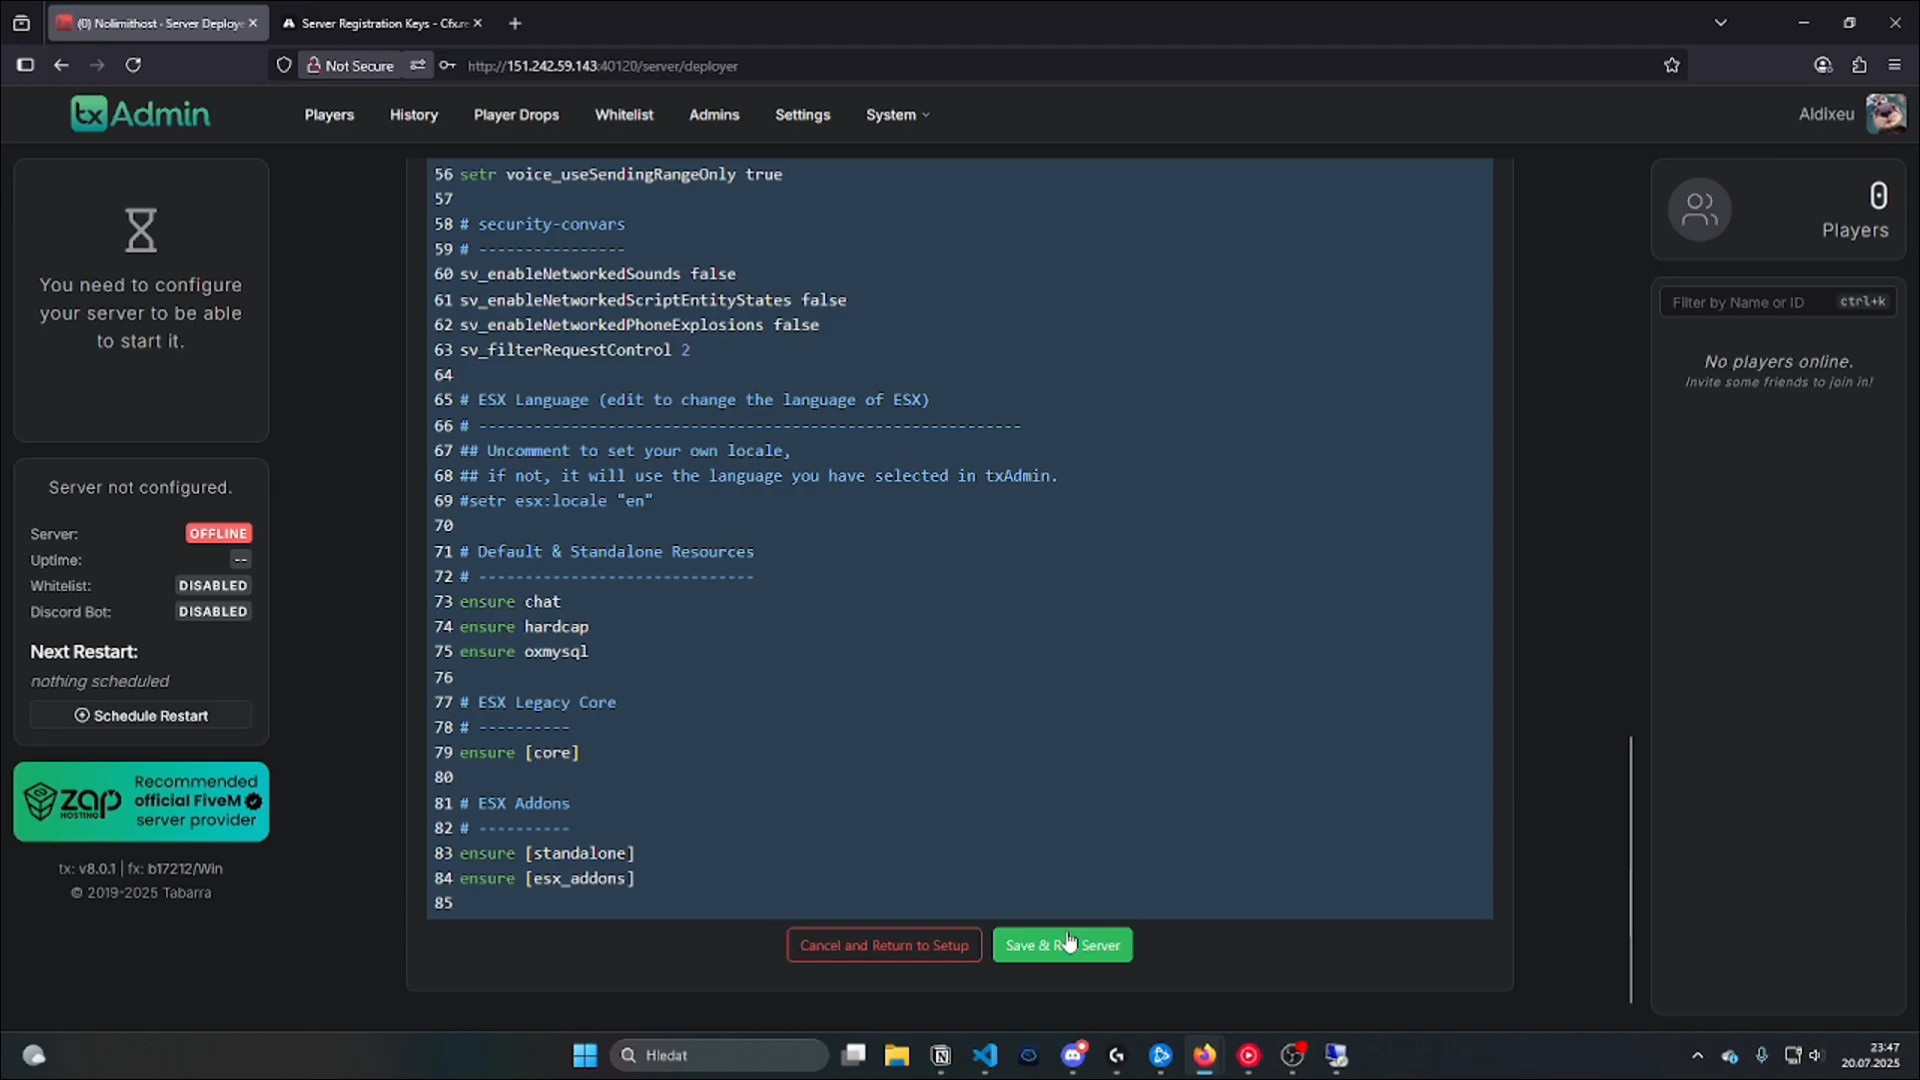 (0) Nolimithost - Server Deploye
Server Registration Keys - Cfx.re
Not Secure
http://151.242.59.143:40120/server/deployer
txAdmin
Players
History
Player Drops
Whitelist
Admins
Settings
System
Aldixeu
You need to configure
your server to be able
to start it.
Server not configured.
Server: OFFLINE
Uptime: --
Whitelist: DISABLED
Discord Bot: DISABLED
Next Restart:
nothing scheduled
Schedule Restart
ZAP HOSTING
Recommended
official FiveM
server provider
tx: v8.0.1 | fx: b17212/Win
© 2019-2025 Tabarra
56 setr voice_useSendingRangeOnly true
57
58 # security-convars
59 # ----------------
60 sv_enableNetworkedSounds false
61 sv_enableNetworkedScriptEntityStates false
62 sv_enableNetworkedPhoneExplosions false
63 sv_filterRequestControl 2
64
65 # ESX Language (edit to change the language of ESX)
66 # -----------------------------------------------------------
67 ## Uncomment to set your own locale,
68 ## if not, it will use the language you have selected in txAdmin.
69 #setr esx:locale "en"
70
71 # Default & Standalone Resources
72 # ------------------------------
73 ensure chat
74 ensure hardcap
75 ensure oxmysql
76
77 # ESX Legacy Core
78 # ----------
79 ensure [core]
80
81 # ESX Addons
82 # ----------
83 ensure [standalone]
84 ensure [esx_addons]
85
Cancel and Return to Setup
Save & R Server
0
Players
Filter by Name or ID ctrl+k
No players online.
Invite some friends to join in!
Hledat
23:47
20.07.2025